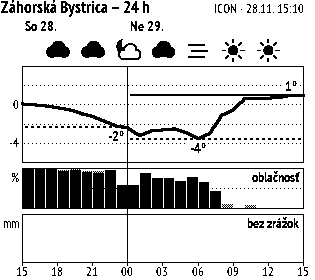 Záhorská Bystrica – 24 h
ICON - 28.11. 15:10
So 28.
Ne 29.
1°
0
-2°
-4°
-4
%
oblačnosť
mm
bez zrážok
15 18 21 00 03 06 09 12 15